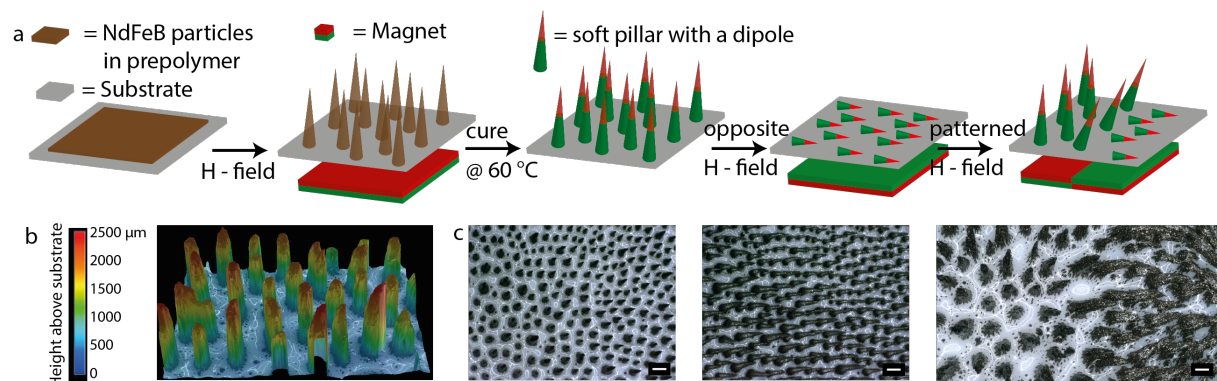 a
= NdFeB particles
in prepolymer
= Substrate
H - field
= Magnet
cure
@ 60 °C
= soft pillar with a dipole
opposite
H - field
patterned
H - field
b
Height above substrate
2500 μm
2000
1500
1000
500
0
c